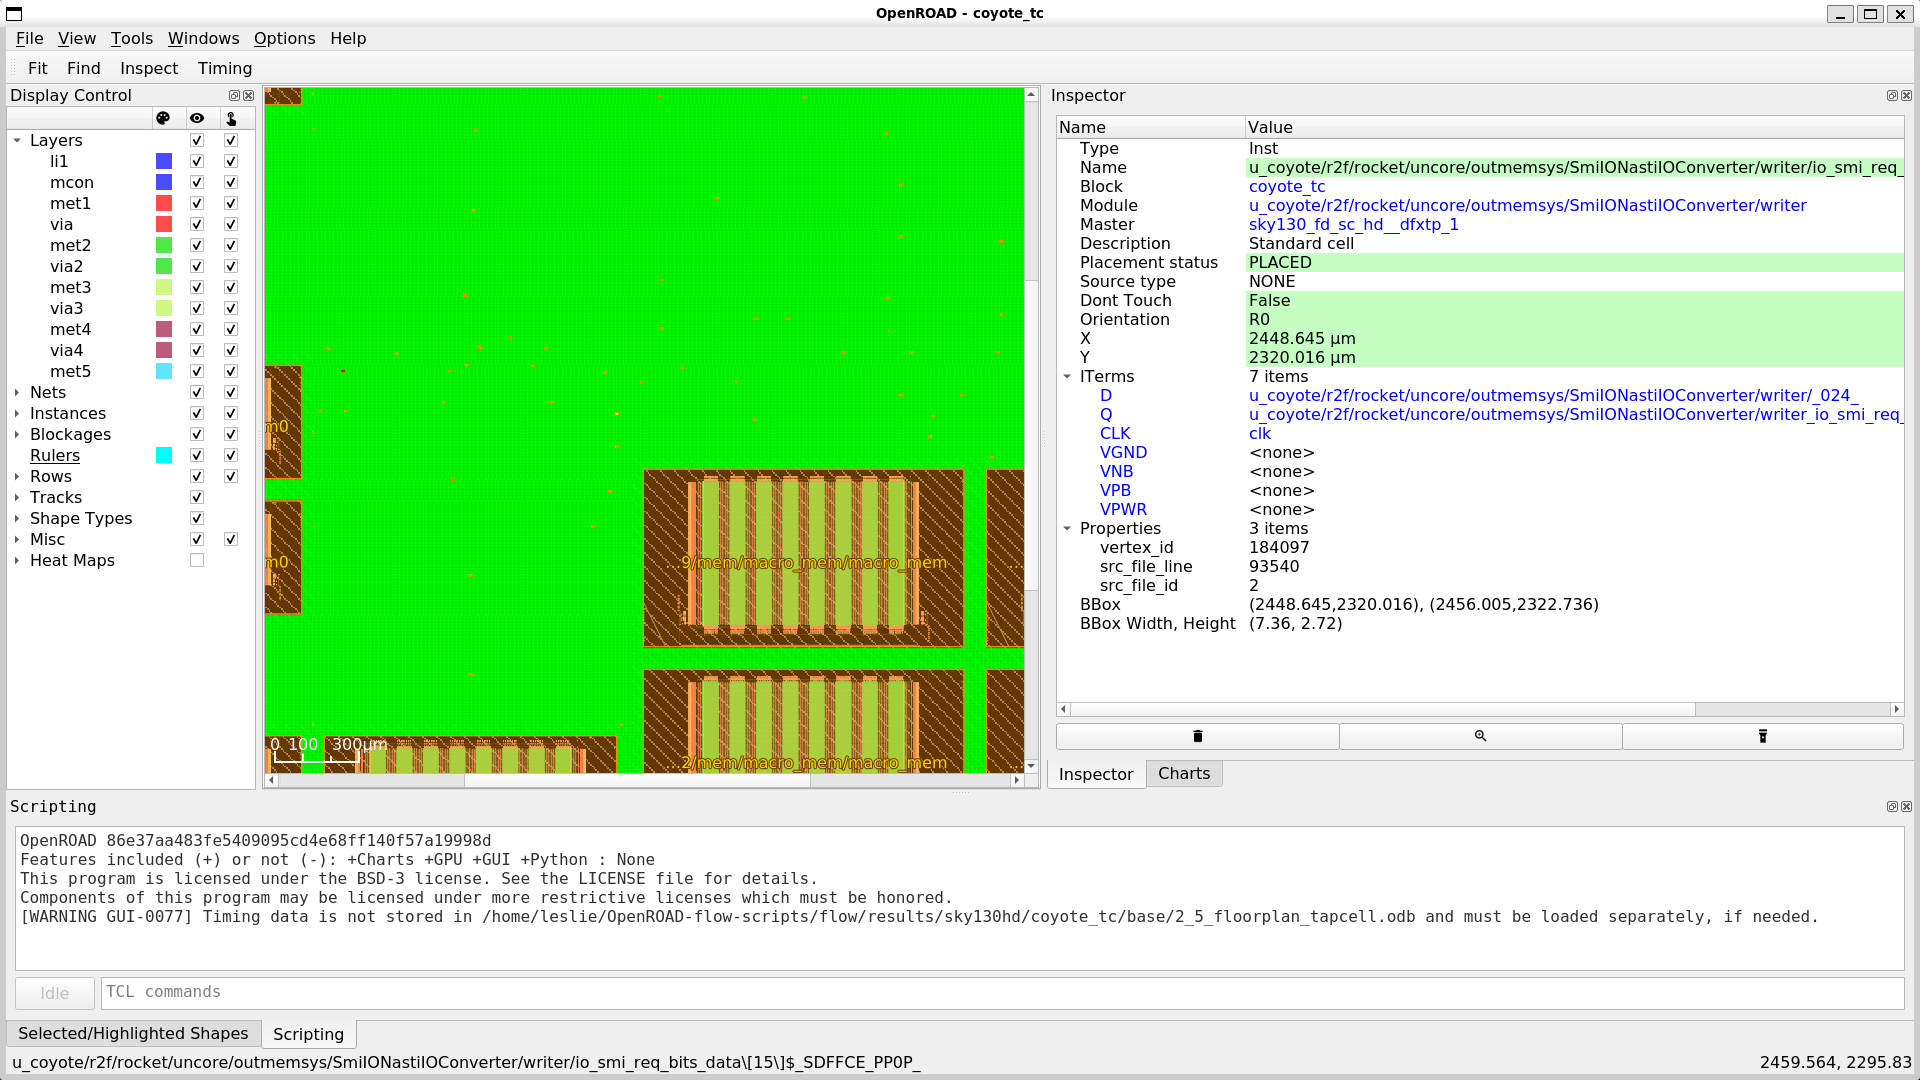 OpenROAD - coyote_tc
File View Tools Windows Options Help
Fit Find Inspect Timing
Display Control
Layers
li1
mcon
met1
via
met2
via2
met3
via3
met4
via4
met5
Nets
Instances
Blockages
Rulers
Rows
Tracks
Shape Types
Misc
Heat Maps
m0
m0
...9/mem/macro_mem/macro_mem
...
...2/mem/macro_mem/macro_mem
...
0 100 300μm
Inspector
Name Value
Type Inst
Name u_coyote/r2f/rocket/uncore/outmemsys/SmiIONastiIOConverter/writer/io_smi_req_
Block coyote_tc
Module u_coyote/r2f/rocket/uncore/outmemsys/SmiIONastiIOConverter/writer
Master sky130_fd_sc_hd__dfxtp_1
Description Standard cell
Placement status PLACED
Source type NONE
Dont Touch False
Orientation R0
X 2448.645 μm
Y 2320.016 μm
ITerms 7 items
D u_coyote/r2f/rocket/uncore/outmemsys/SmiIONastiIOConverter/writer/_024_
Q u_coyote/r2f/rocket/uncore/outmemsys/SmiIONastiIOConverter/writer_io_smi_req_
CLK clk
VGND <none>
VNB <none>
VPB <none>
VPWR <none>
Properties 3 items
vertex_id 184097
src_file_line 93540
src_file_id 2
BBox (2448.645,2320.016), (2456.005,2322.736)
BBox Width, Height (7.36, 2.72)
Inspector Charts
Scripting
OpenROAD 86e37aa483fe5409095cd4e68ff140f57a19998d
Features included (+) or not (-): +Charts +GPU +GUI +Python : None
This program is licensed under the BSD-3 license. See the LICENSE file for details.
Components of this program may be licensed under more restrictive licenses which must be honored.
[WARNING GUI-0077] Timing data is not stored in /home/leslie/OpenROAD-flow-scripts/flow/results/sky130hd/coyote_tc/base/2_5_floorplan_tapcell.odb and must be loaded separately, if needed.
Idle TCL commands
Selected/Highlighted Shapes Scripting
u_coyote/r2f/rocket/uncore/outmemsys/SmiIONastiIOConverter/writer/io_smi_req_bits_data\[15\]$_SDFFCE_PP0P_ 2459.564, 2295.83